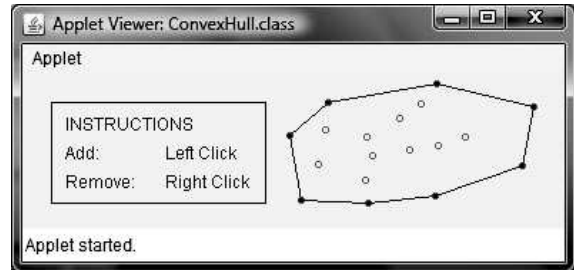 Applet Viewer: ConvexHull.class
Applet
INSTRUCTIONS
Add: Left Click
Remove: Right Click
Applet started.